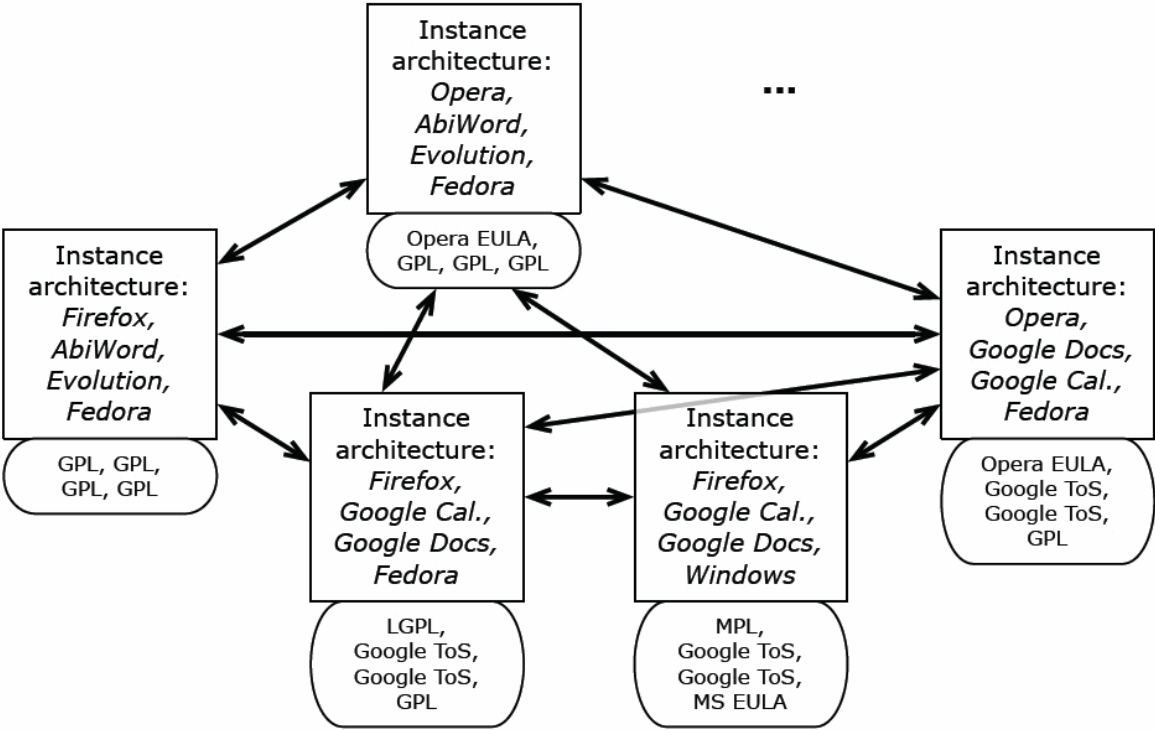 Instance
architecture:
Opera,
AbiWord,
Evolution,
Fedora
Opera EULA,
GPL, GPL, GPL
...
Instance
architecture:
Firefox,
AbiWord,
Evolution,
Fedora
GPL, GPL,
GPL, GPL
Instance
architecture:
Firefox,
Google Cal.,
Google Docs,
Fedora
LGPL,
Google ToS,
Google ToS,
GPL
Instance
architecture:
Firefox,
Google Cal.,
Google Docs,
Windows
MPL,
Google ToS,
Google ToS,
MS EULA
Instance
architecture:
Opera,
Google Docs,
Google Cal.,
Fedora
Opera EULA,
Google ToS,
Google ToS,
GPL